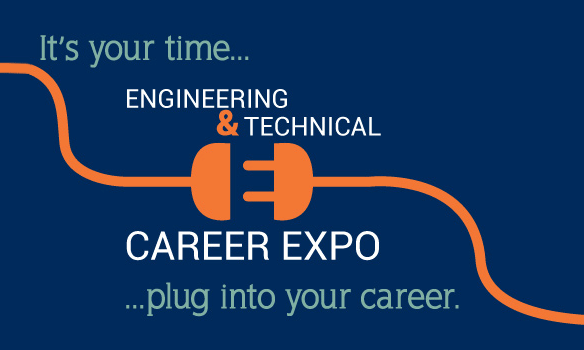 It's your time...
ENGINEERING
& TECHNICAL
CAREER EXPO
...plug into your career.